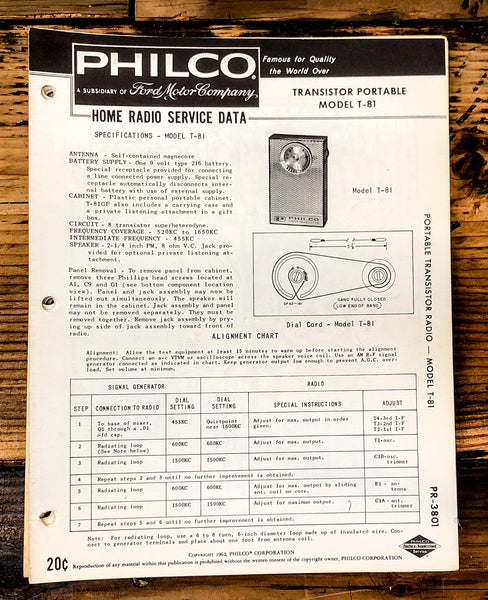 PHILCO®
A SUBSIDIARY OF Ford Motor Company,
Famous for Quality
the World Over
HOME RADIO SERVICE DATA
TRANSISTOR PORTABLE
MODEL T-81
SPECIFICATIONS - MODEL T-81
ANTENNA - Self-contained magnecore
BATTERY SUPPLY - One 9 volt type 216 battery.
Special receptacle provided for connecting
a line connected power supply. Special re-
ceptacle automatically disconnects inter-
nal battery with use of external supply.
CABINET - Plastic personal portable cabinet.
T-81GP also includes a carrying case and
a private listening attachment in a gift
box.
CIRCUIT - 8 transistor superheterodyne.
FREQUENCY COVERAGE - 520KC to 1650KC
INTERMEDIATE FREQUENCY - 455KC
SPEAKER - 2-1/4 inch PM, 8 ohm V.C. Jack pro-
vided for optional private listening at-
tachment.
Panel Removal - To remove panel from cabinet,
remove three Phillips head screws located at
A1, C9 and G1 (see bottom component location
view). Panel and jack assembly may now be
lifted out simultaneously. The speaker will
remain in the cabinet. Jack assembly and panel
may not be removed separately. They must be
removed together. Remove jack assembly by pry-
ing up side of jack assembly toward front of
radio.
PHILCO
Model T-81
GANG FULLY CLOSED
(LOW END OF BAND)
Dial Cord - Model T-81
ALIGNMENT CHART
Alignment: Allow the test equipment at least 15 minutes to warm up before starting the alignment
procedure. Connect an-c VTVM or oscilloscope across the speaker voice coil. Use an AM R-F signal
generator connected as indicated in chart. Keep generator output low enough to prevent A.G.C. over-
load. Set volume at minimum.
SIGNAL GENERATOR RADIO
STEP CONNECTION TO RADIO DIAL SETTING DIAL SETTING SPECIAL INSTRUCTIONS ADJUST
1 To base of mixer, Q1 through a .01 mfd cap. 455KC Quietpoint near 1600KC Adjust for max. output in order given. T4-3rd I-F T3-2nd I-F T2-1st I-F
2 Radiating loop (See Note below) 600KC 600KC Adjust for max. output. T1-osc.
3 Radiating loop 1500KC 1500KC Adjust for max. output. C1B-osc. trimmer
4 Repeat steps 2 and 3 until no further improvement is obtained.
5 Radiating loop 600KC 600KC Adjust for max. output by sliding ant. coil on core. E1 - antenna
6 Radiating loop 1500KC 1500KC Adjust for maximum output. C1A - ant. trimmer
7 Repeat steps 5 and 6 until no further improvement is obtained.
Note: For radiating loop, use a 6 to 8 turn, 6-inch diameter loop made up of insulated wire. Con-
nect to generator terminals and place about one foot from antenna coil.
PORTABLE TRANSISTOR RADIO — MODEL T-81
PR-3801
PHILCO
Factory Supervised
Service
20¢
COPYRIGHT 1962, PHILCO® CORPORATION
Reproduction of any material within this publication is prohibited without the written consent of the copyright owner, PHILCO CORPORATION